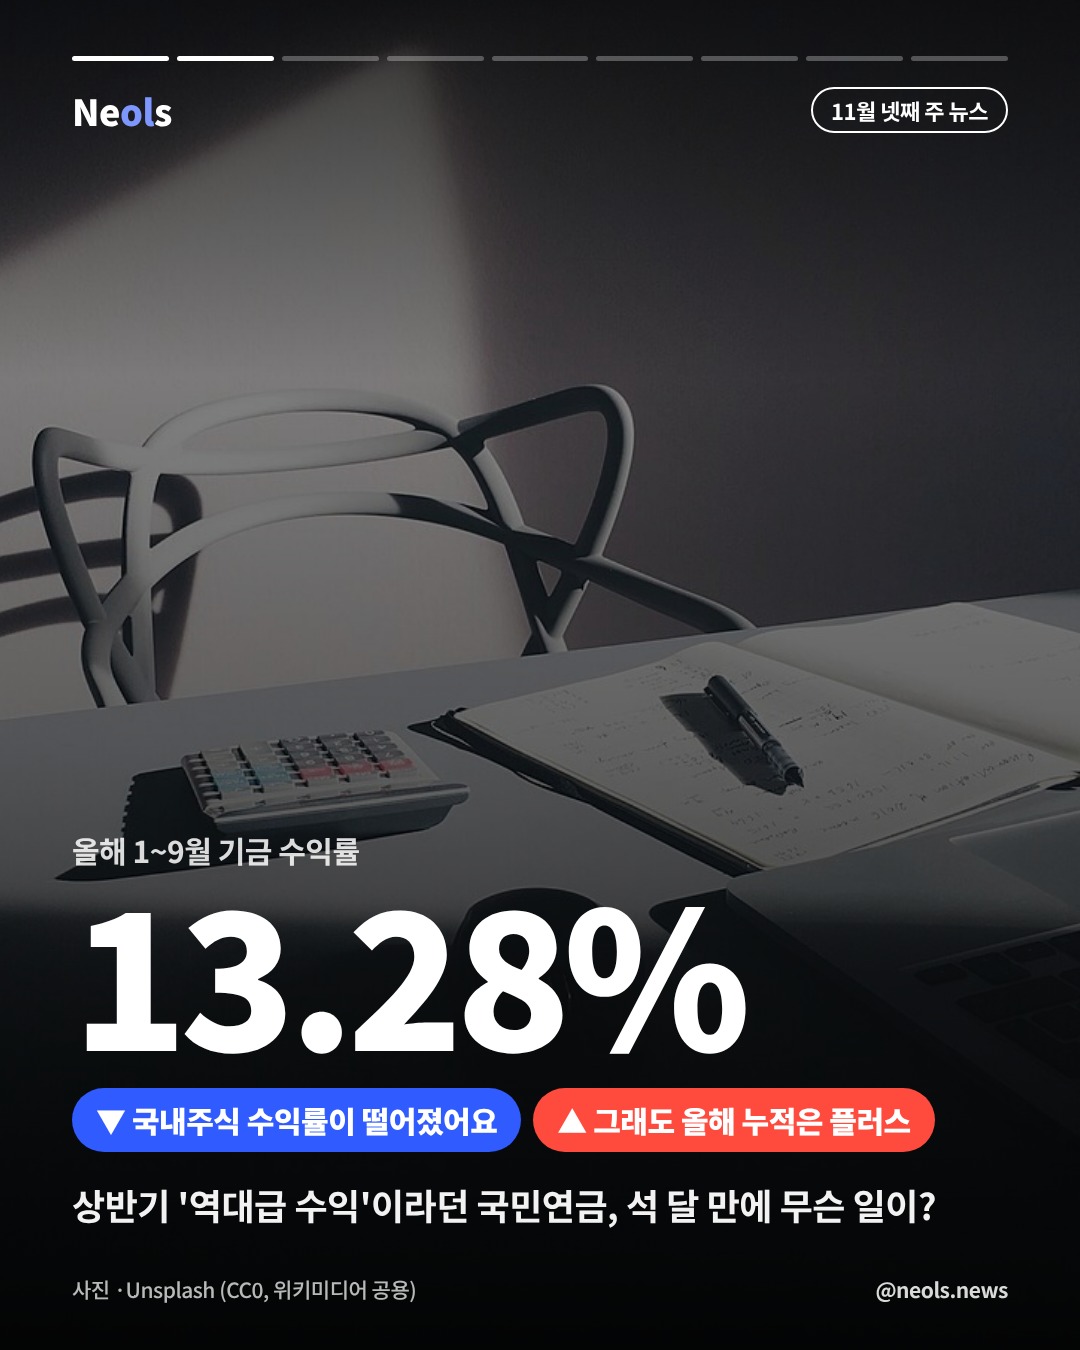 Neols
11월 넷째 주 뉴스
올해 1~9월 기금 수익률
13.28%
▼ 국내주식 수익률이 떨어졌어요
▲ 그래도 올해 누적은 플러스
상반기 '역대급 수익'이라던 국민연금, 석 달 만에 무슨 일이?
사진 · Unsplash (CC0, 위키미디어 공용)
@neols.news